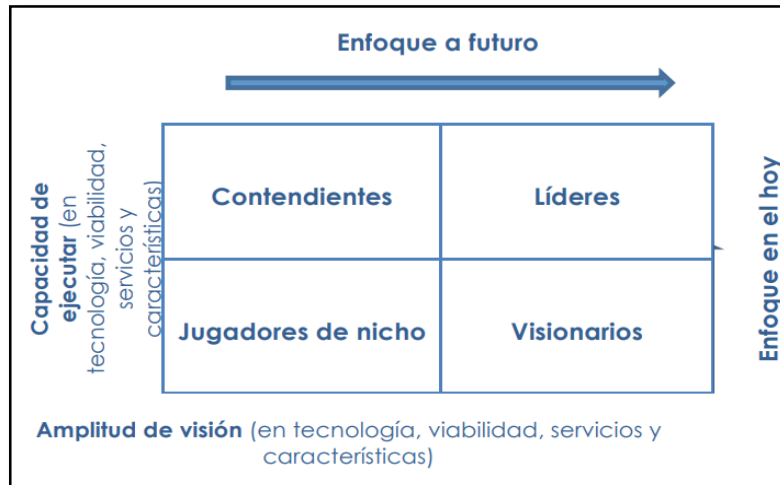 Enfoque a futuro
Capacidad de
ejecutar (en
tecnología, viabilidad,
servicios y
características)
Contendientes
Líderes
Jugadores de nicho
Visionarios
Enfoque en el hoy
Amplitud de visión (en tecnología, viabilidad, servicios y
características)